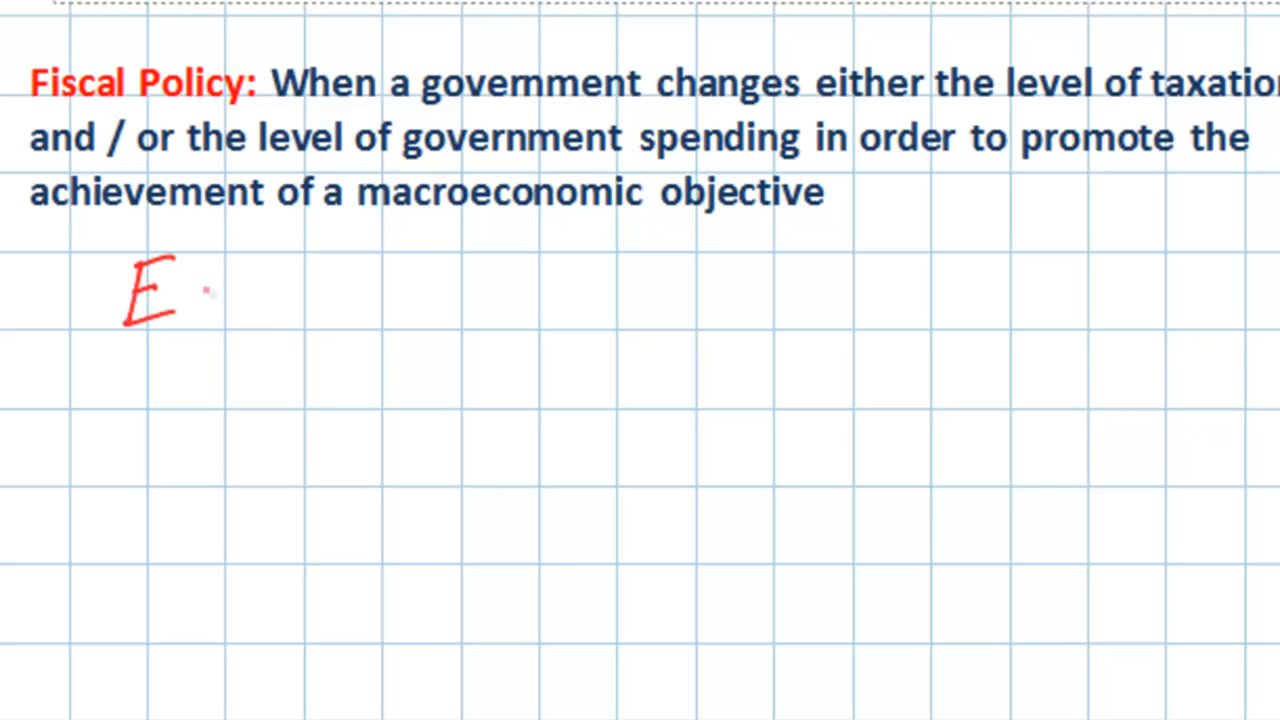 Fiscal Policy: When a government changes either the level of taxation
and / or the level of government spending in order to promote the
achievement of a macroeconomic objective
E